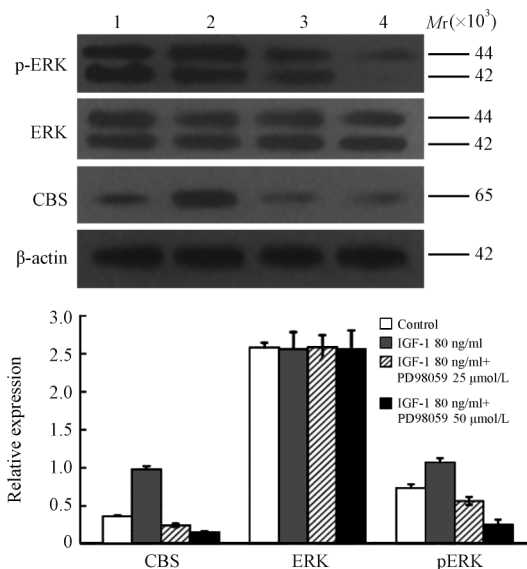 1 2 3 4 Mr(×10³)
p-ERK
44
42
ERK
44
42
CBS
65
β-actin
42
Relative expression
3.0
2.5
2.0
1.5
1.0
0.5
0
Control
IGF-1 80 ng/ml
IGF-1 80 ng/ml+
PD98059 25 μmol/L
IGF-1 80 ng/ml+
PD98059 50 μmol/L
CBS ERK pERK